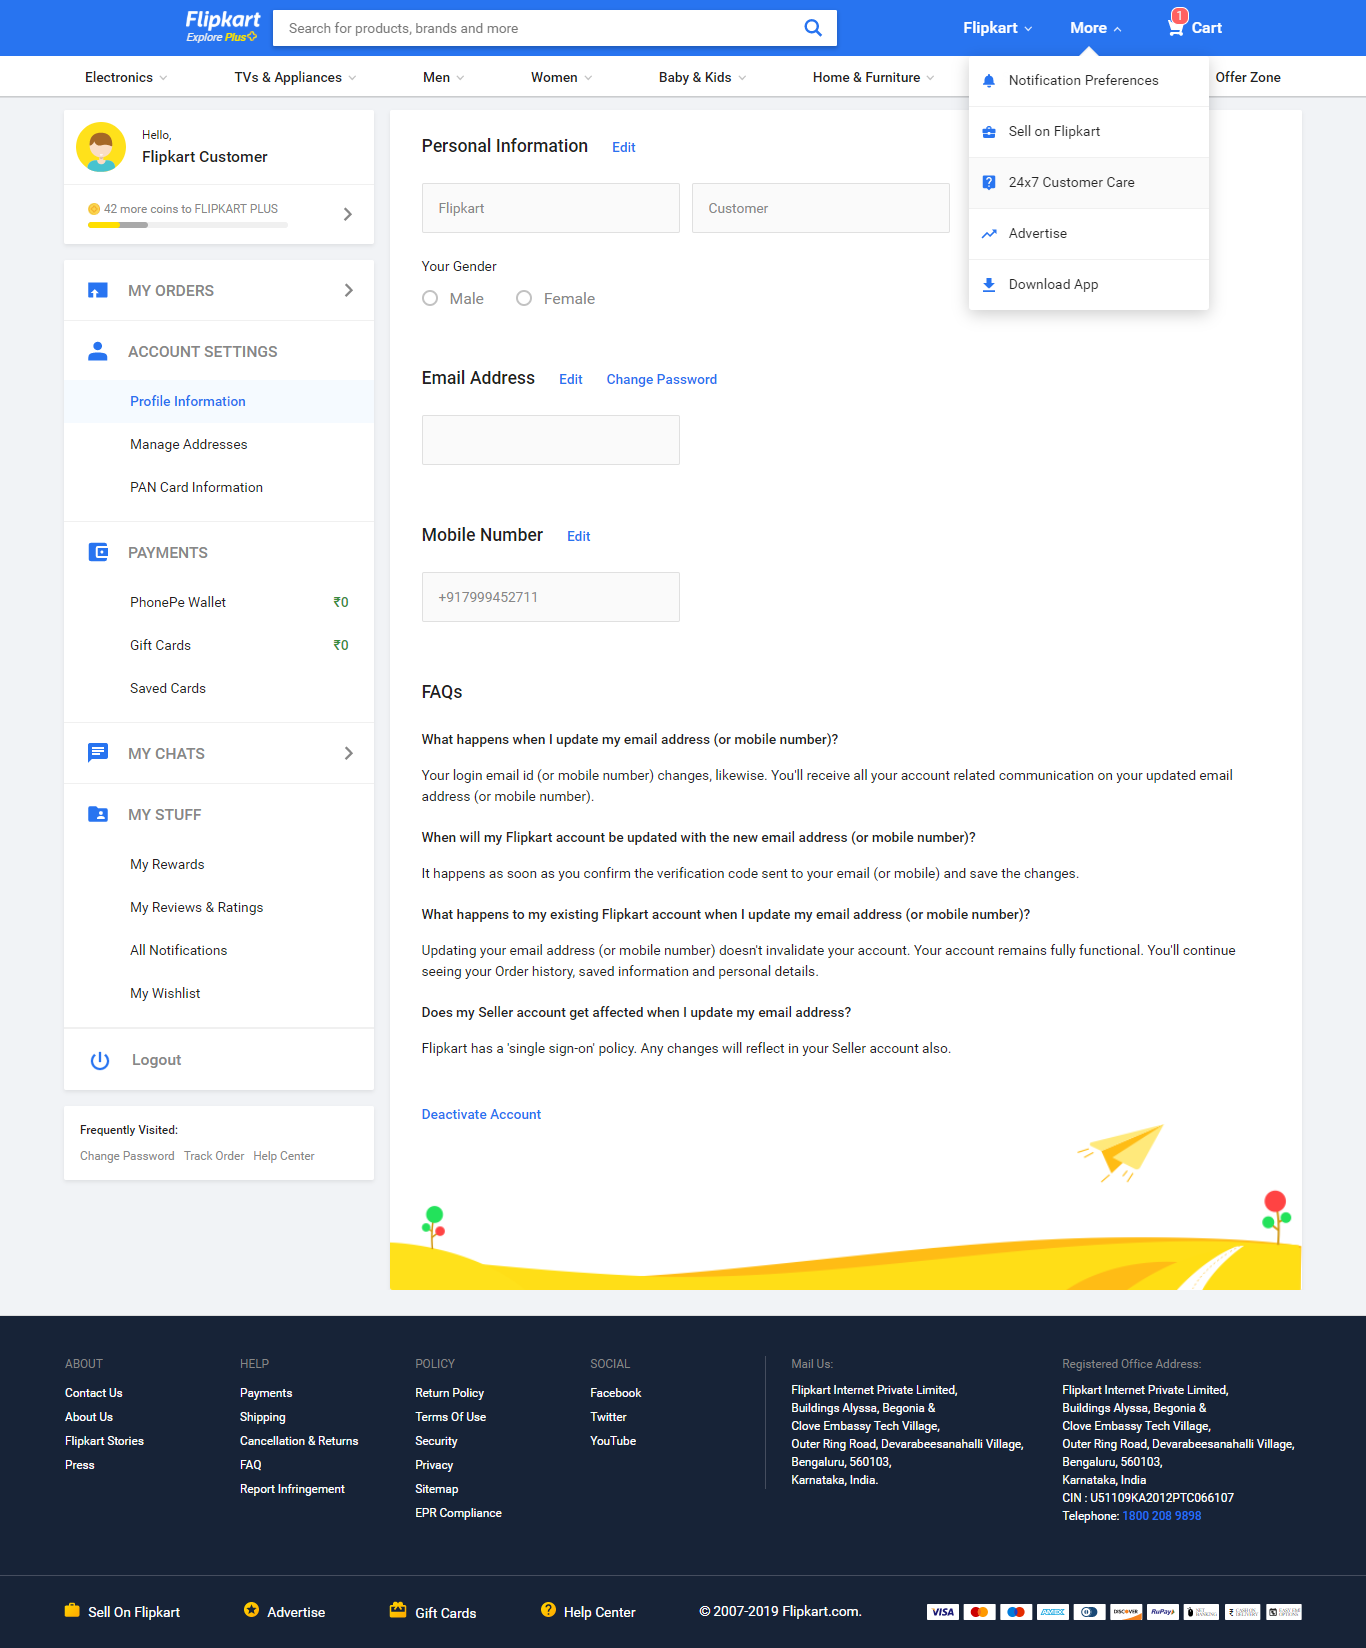 Flipkart
Explore Plus
Search for products, brands and more
Flipkart
More
1
Cart
Electronics
TVs & Appliances
Men
Women
Baby & Kids
Home & Furniture
Offer Zone
Notification Preferences
Sell on Flipkart
24x7 Customer Care
Advertise
Download App
Hello,
Flipkart Customer
42 more coins to FLIPKART PLUS
MY ORDERS
ACCOUNT SETTINGS
Profile Information
Manage Addresses
PAN Card Information
PAYMENTS
PhonePe Wallet ₹0
Gift Cards ₹0
Saved Cards
MY CHATS
MY STUFF
My Rewards
My Reviews & Ratings
All Notifications
My Wishlist
Logout
Frequently Visited:
Change Password Track Order Help Center
Personal Information Edit
Flipkart
Customer
Your Gender
Male Female
Email Address Edit Change Password
Mobile Number Edit
+917999452711
FAQs
What happens when I update my email address (or mobile number)?
Your login email id (or mobile number) changes, likewise. You'll receive all your account related communication on your updated email
address (or mobile number).
When will my Flipkart account be updated with the new email address (or mobile number)?
It happens as soon as you confirm the verification code sent to your email (or mobile) and save the changes.
What happens to my existing Flipkart account when I update my email address (or mobile number)?
Updating your email address (or mobile number) doesn't invalidate your account. Your account remains fully functional. You'll continue
seeing your Order history, saved information and personal details.
Does my Seller account get affected when I update my email address?
Flipkart has a 'single sign-on' policy. Any changes will reflect in your Seller account also.
Deactivate Account
ABOUT
Contact Us
About Us
Flipkart Stories
Press
HELP
Payments
Shipping
Cancellation & Returns
FAQ
Report Infringement
POLICY
Return Policy
Terms Of Use
Security
Privacy
Sitemap
EPR Compliance
SOCIAL
Facebook
Twitter
YouTube
Mail Us:
Flipkart Internet Private Limited,
Buildings Alyssa, Begonia &
Clove Embassy Tech Village,
Outer Ring Road, Devarabeesanahalli Village,
Bengaluru, 560103,
Karnataka, India.
Registered Office Address:
Flipkart Internet Private Limited,
Buildings Alyssa, Begonia &
Clove Embassy Tech Village,
Outer Ring Road, Devarabeesanahalli Village,
Bengaluru, 560103,
Karnataka, India
CIN : U51109KA2012PTC066107
Telephone: 1800 208 9898
Sell On Flipkart
Advertise
Gift Cards
Help Center
© 2007-2019 Flipkart.com.
VISA
AMEX
DISCOVER
RuPay
NET BANKING
CASH ON DELIVERY
EASY EMI OPTIONS